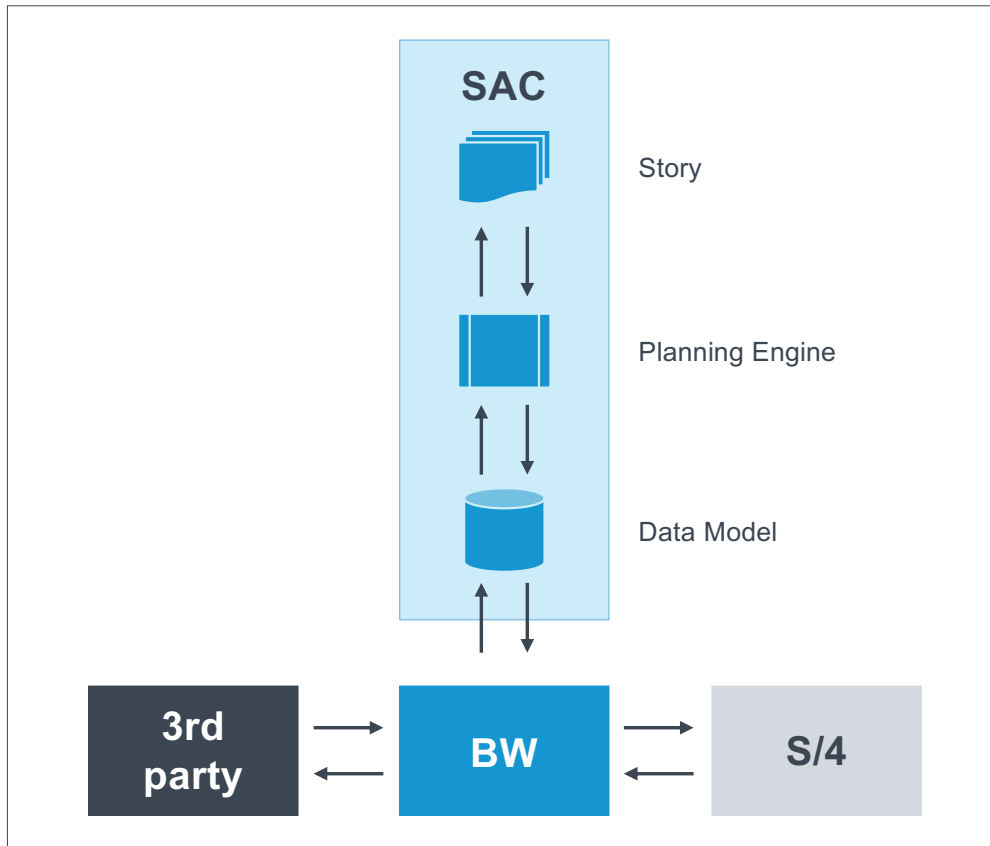 SAC
Story
Planning Engine
Data Model
3rd
party
BW
S/4